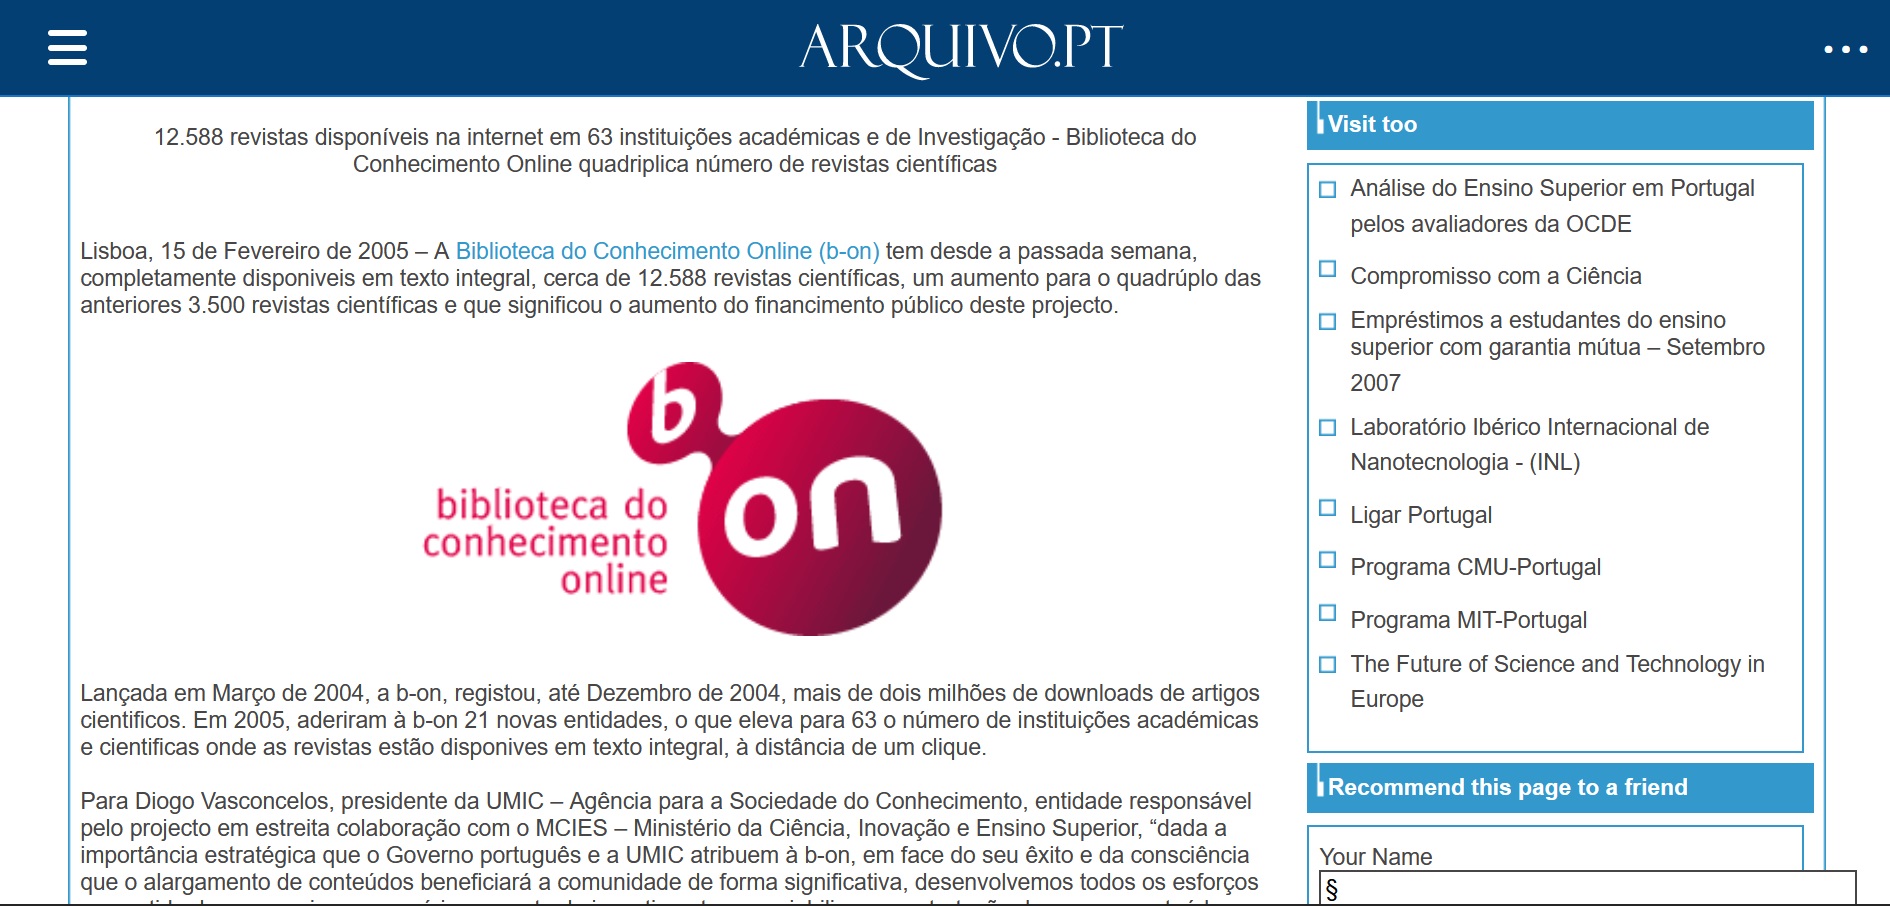 ARQUIVO.PT
12.588 revistas disponíveis na internet em 63 instituições académicas e de Investigação - Biblioteca do
Conhecimento Online quadriplica número de revistas científicas
Lisboa, 15 de Fevereiro de 2005 – A Biblioteca do Conhecimento Online (b-on) tem desde a passada semana,
completamente disponiveis em texto integral, cerca de 12.588 revistas científicas, um aumento para o quadrúplo das
anteriores 3.500 revistas científicas e que significou o aumento do financimento público deste projecto.
b
on
biblioteca do
conhecimento
online
Lançada em Março de 2004, a b-on, registou, até Dezembro de 2004, mais de dois milhões de downloads de artigos
cientificos. Em 2005, aderiram à b-on 21 novas entidades, o que eleva para 63 o número de instituições académicas
e cientificas onde as revistas estão disponives em texto integral, à distância de um clique.
Para Diogo Vasconcelos, presidente da UMIC – Agência para a Sociedade do Conhecimento, entidade responsável
pelo projecto em estreita colaboração com o MCIES – Ministério da Ciência, Inovação e Ensino Superior, “dada a
importância estratégica que o Governo português e a UMIC atribuem à b-on, em face do seu êxito e da consciência
que o alargamento de conteúdos beneficiará a comunidade de forma significativa, desenvolvemos todos os esforços
Visit too
Análise do Ensino Superior em Portugal
pelos avaliadores da OCDE
Compromisso com a Ciência
Empréstimos a estudantes do ensino
superior com garantia mútua – Setembro
2007
Laboratório Ibérico Internacional de
Nanotecnologia - (INL)
Ligar Portugal
Programa CMU-Portugal
Programa MIT-Portugal
The Future of Science and Technology in
Europe
Recommend this page to a friend
Your Name
§